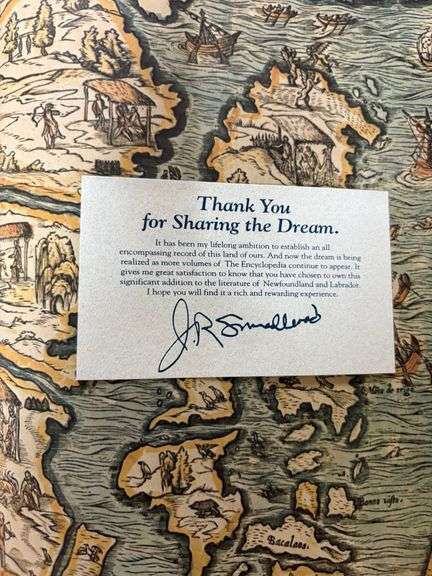 Thank You
for Sharing the Dream.
It has been my lifelong ambition to establish an all
encompassing record of this land of ours. And now the dream is being
realized as more volumes of The Encyclopedia continue to appear. It
gives me great satisfaction to know that you have chosen to own this
significant addition to the literature of Newfoundland and Labrador.
I hope you will find it a rich and rewarding experience.
J.R Smallwood
Bacalaos.